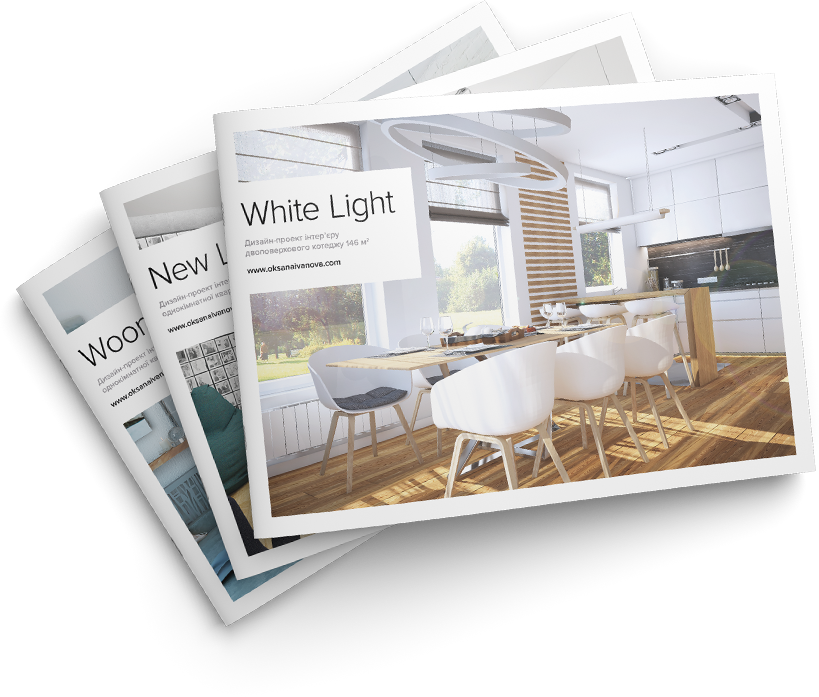 White Light
Дизайн-проект інтер'єру
двоповерхового котеджу 146 м²
www.oksanaivanova.com
New L
Дизайн-проект інте
однокімнатної квар
www.oksanaivano
Woo
Дизайн-проект ін
однокімнатної
www.oksanaivan